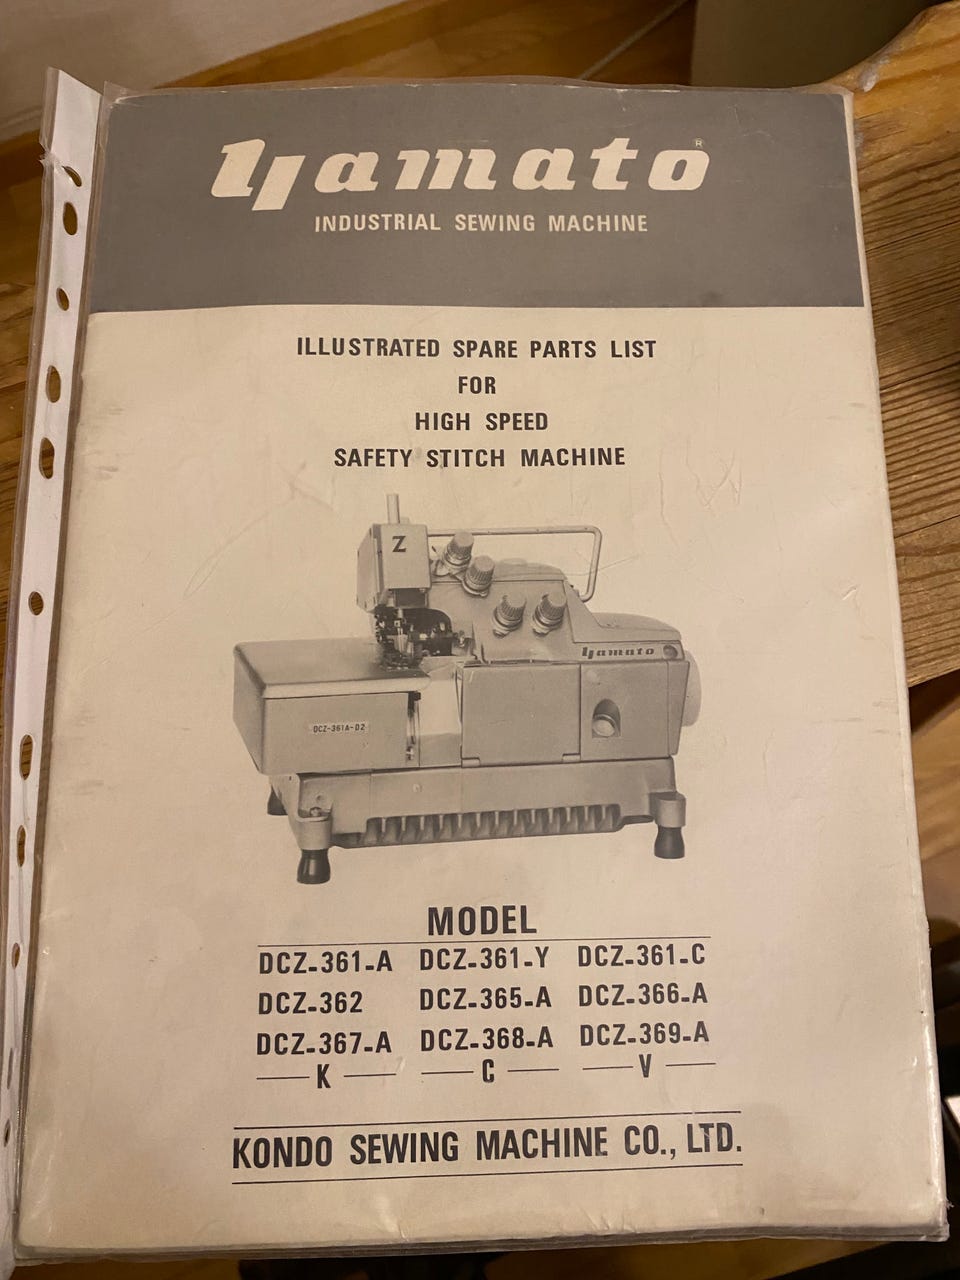 Yamato ®
INDUSTRIAL SEWING MACHINE
ILLUSTRATED SPARE PARTS LIST
FOR
HIGH SPEED
SAFETY STITCH MACHINE
Z
Yamato
DCZ-361A-D2
MODEL
DCZ-361-A DCZ-361-Y DCZ-361-C
DCZ-362 DCZ-365-A DCZ-366-A
DCZ-367-A DCZ-368-A DCZ-369-A
K C V
KONDO SEWING MACHINE CO., LTD.